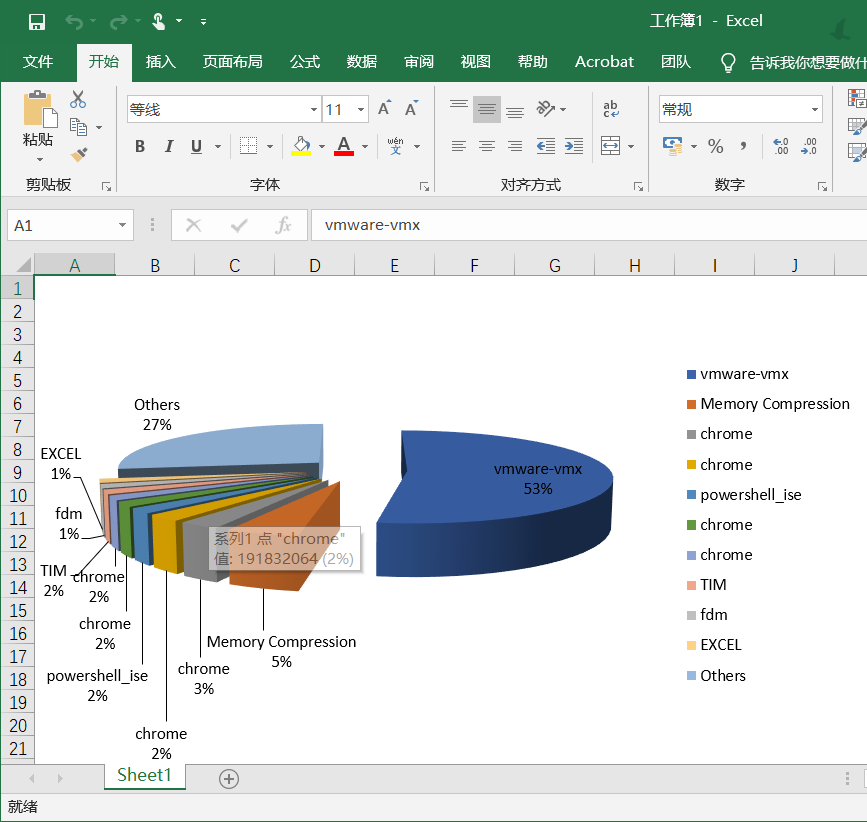 工作簿1 - Excel
文件 开始 插入 页面布局 公式 数据 审阅 视图 帮助 Acrobat 团队 告诉我你想要做什
粘贴
等线 11
B I U wén 文
ab c
常规
% , .0 .00 .00 .0
剪贴板 字体 对齐方式 数字
A1 fx vmware-vmx
A B C D E F G H I J
1
2
3
4
5
6
7
8
9
10
11
12
13
14
15
16
17
18
19
20
21
Others
27%
EXCEL
1%
fdm
1%
TIM
2%
chrome
2%
chrome
2%
powershell_ise
2%
chrome
2%
chrome
3%
Memory Compression
5%
vmware-vmx
53%
系列1 点 "chrome"
值: 191832064 (2%)
vmware-vmx
Memory Compression
chrome
chrome
powershell_ise
chrome
chrome
TIM
fdm
EXCEL
Others
Sheet1
就绪